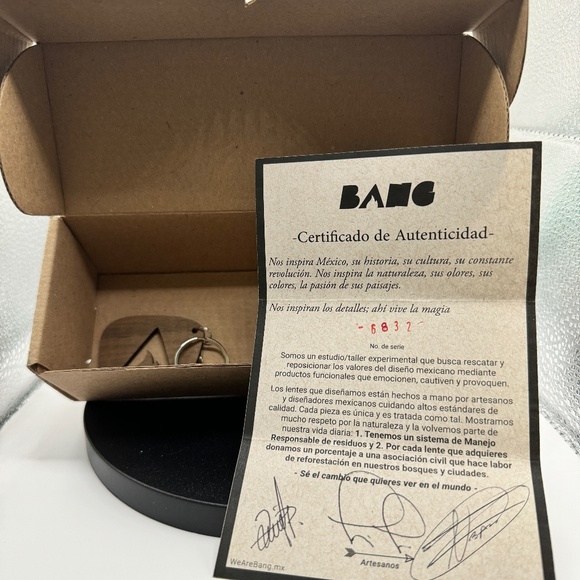 BANG
-Certificado de Autenticidad-
Nos inspira México, su historia, su cultura, su constante
revolución. Nos inspira la naturaleza, sus olores, sus
colores, la pasión de sus paisajes.
Nos inspiran los detalles; ahí vive la magia
- 6832
No. de serie
Somos un estudio/taller experimental que busca rescatar y
reposicionar los valores del diseño mexicano mediante
productos funcionales que emocionen, cautiven y provoquen.
Los lentes que diseñamos están hechos a mano por artesanos
y diseñadores mexicanos cuidando altos estándares de
calidad. Cada pieza es única y es tratada como tal. Mostramos
mucho respeto por la naturaleza y la volvemos parte de
nuestra vida diaria: 1. Tenemos un sistema de Manejo
Responsable de residuos y 2. Por cada lente que adquieres
donamos un porcentaje a una asociación civil que hace labor
de reforestación en nuestros bosques y ciudades.
- Sé el cambio que quieres ver en el mundo -
Artesanos
WeAreBang.mx